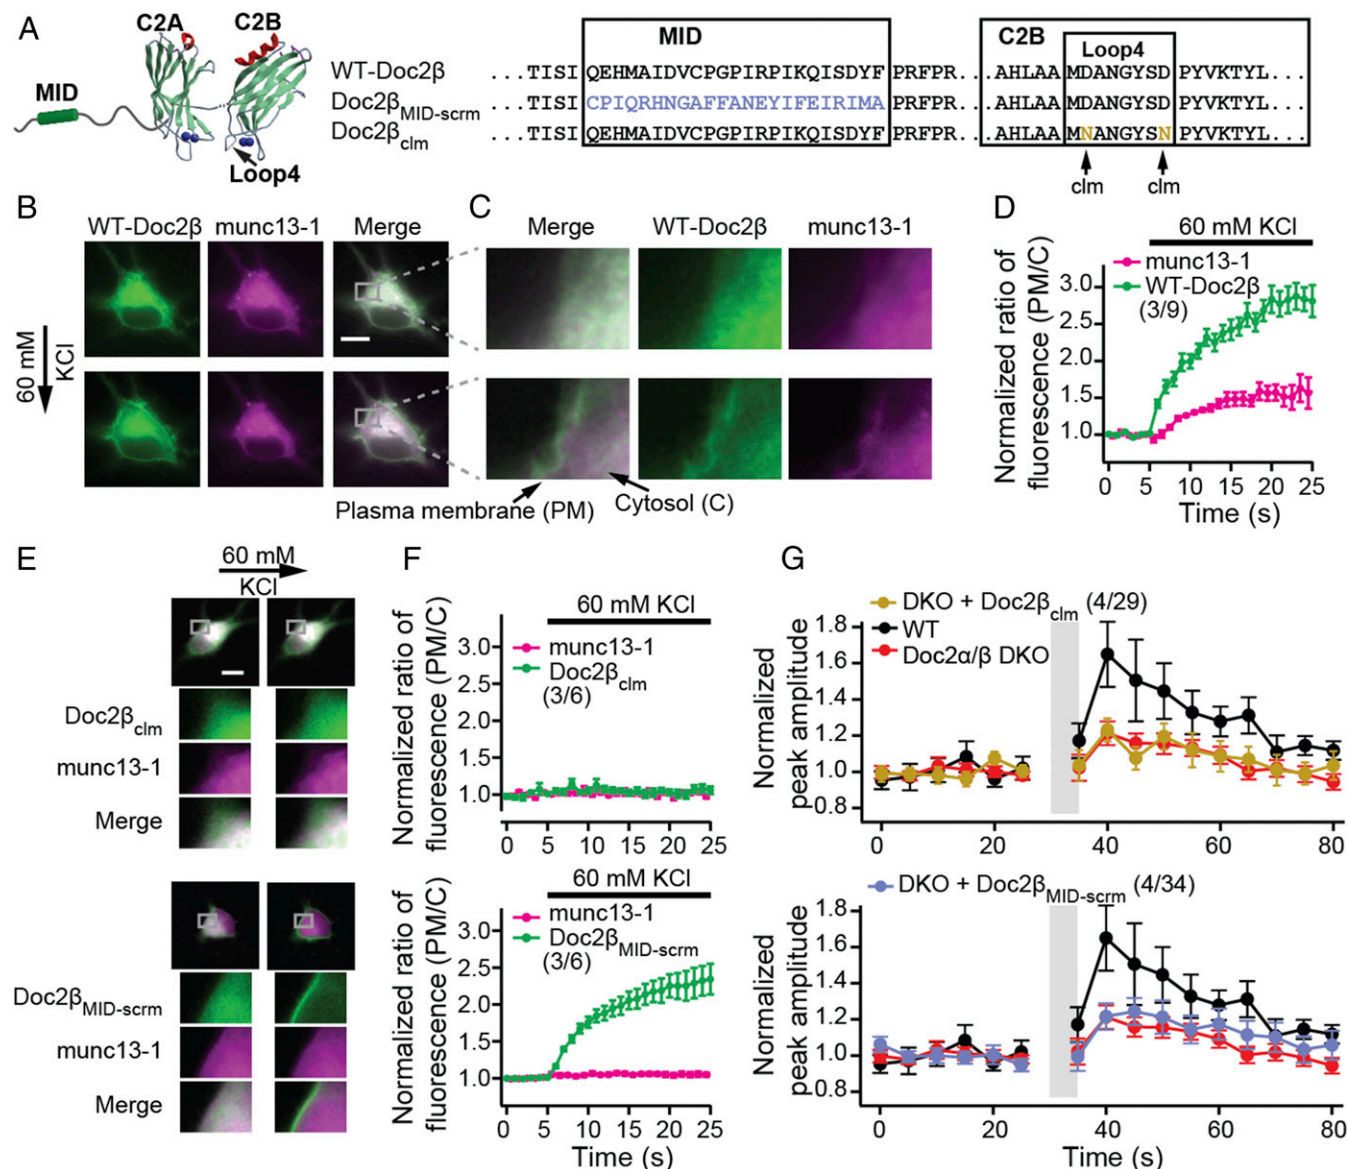 A
C2A C2B
MID
Loop4
WT-Doc2β
Doc2βMID-scrm
Doc2βclm
MID
C2B
Loop4
...TISI QEHMAIDVCPGPIRPIKQISDYF PRFPR...AHLAA MDANGYSD PYVKTYL...
...TISI CPIQRHNGAFFANEYIFEIRIMA PRFPR...AHLAA MDANGYSD PYVKTYL...
...TISI QEHMAIDVCPGPIRPIKQISDYF PRFPR...AHLAA MNANGYSN PYVKTYL...
clm clm
B
WT-Doc2β munc13-1 Merge
60 mM
KCl
C
Merge WT-Doc2β munc13-1
Plasma membrane (PM)
Cytosol (C)
D
60 mM KCl
munc13-1
WT-Doc2β
(3/9)
Normalized ratio of
fluorescence (PM/C)
3.0
2.5
2.0
1.5
1.0
0 5 10 15 20 25
Time (s)
E
60 mM
KCl
Doc2βclm
munc13-1
Merge
Doc2βMID-scrm
munc13-1
Merge
F
60 mM KCl
munc13-1
Doc2βclm
(3/6)
Normalized ratio of
fluorescence (PM/C)
3.0
2.5
2.0
1.5
1.0
0 5 10 15 20 25
60 mM KCl
munc13-1
Doc2βMID-scrm
(3/6)
Normalized ratio of
fluorescence (PM/C)
3.0
2.5
2.0
1.5
1.0
0 5 10 15 20 25
Time (s)
G
DKO + Doc2βclm (4/29)
WT
Doc2α/β DKO
Normalized
peak amplitude
1.8
1.6
1.4
1.2
1.0
0.8
0 20 40 60 80
DKO + Doc2βMID-scrm (4/34)
Normalized
peak amplitude
1.8
1.6
1.4
1.2
1.0
0.8
0 20 40 60 80
Time (s)